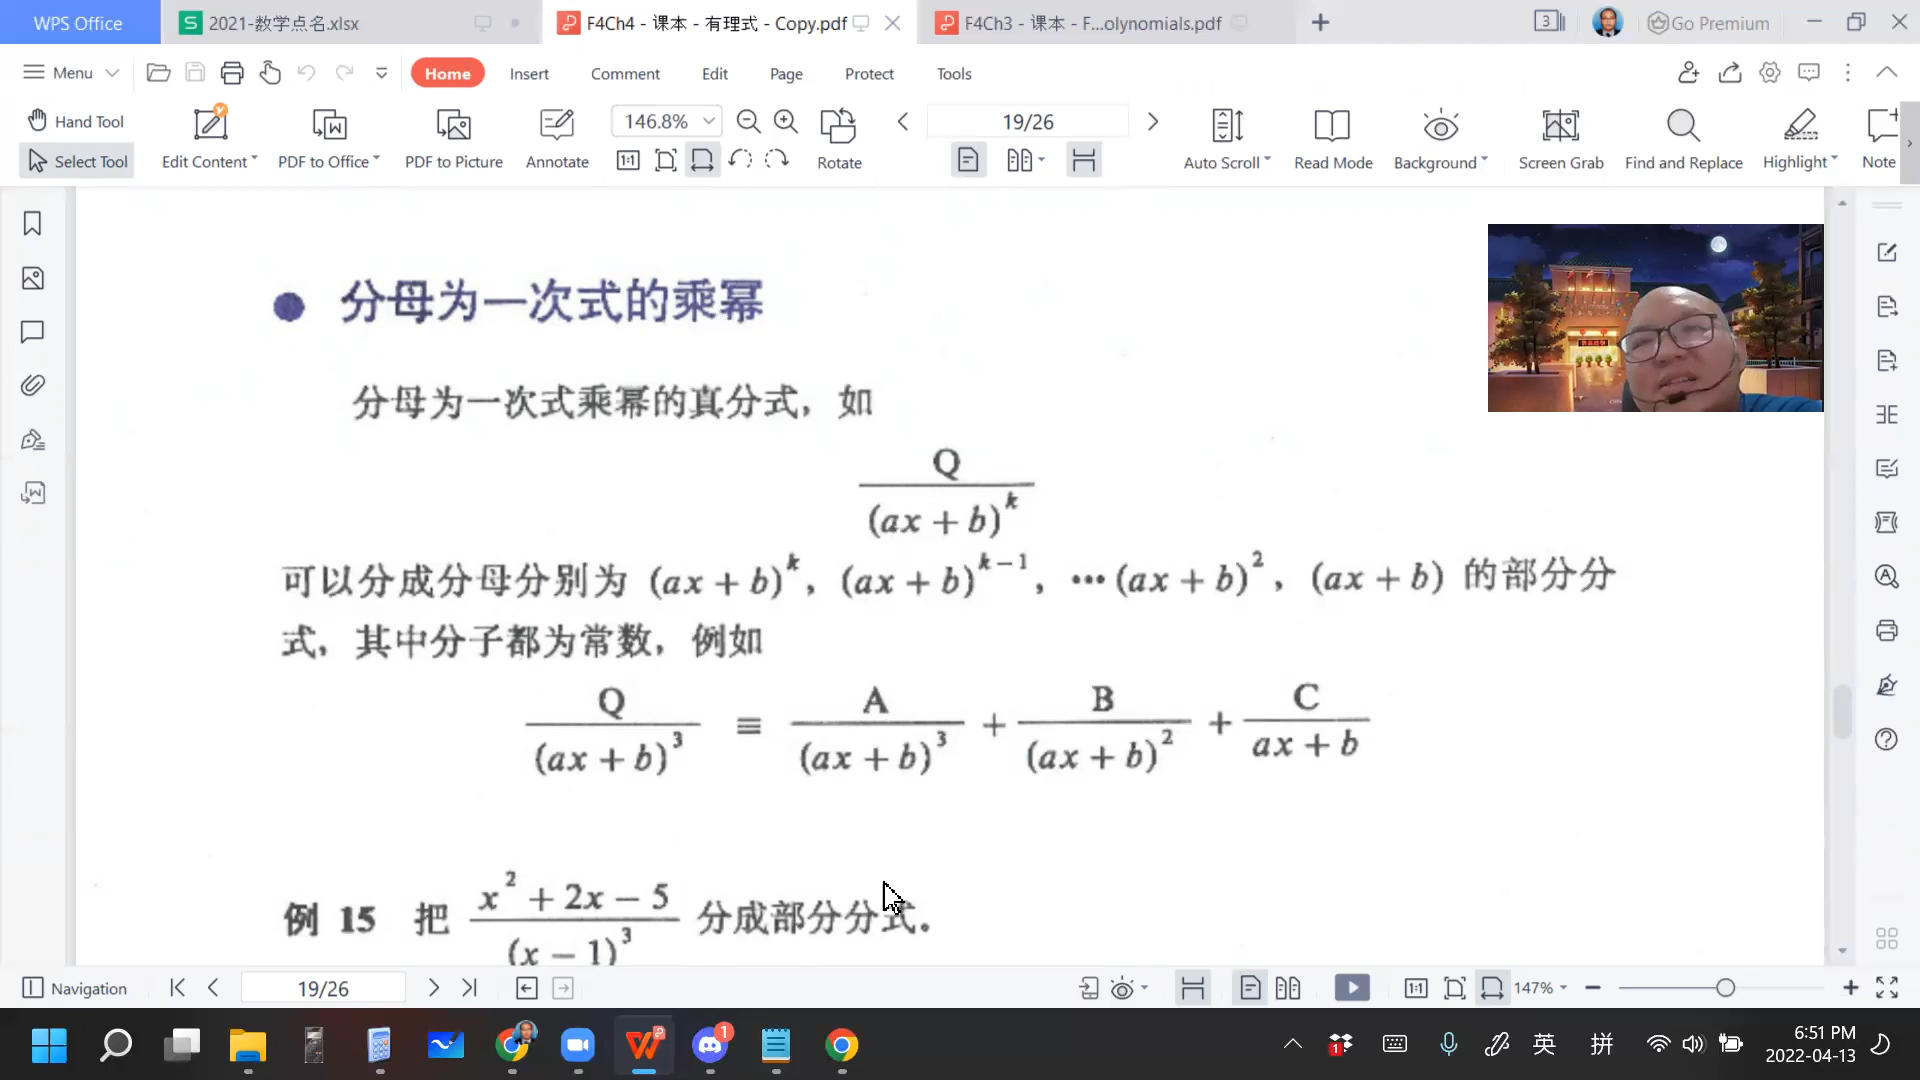 WPS Office
2021-数学点名.xlsx
F4Ch4 - 课本 - 有理式 - Copy.pdf
F4Ch3 - 课本 - F...olynomials.pdf
3
Go Premium
Menu
Home
Insert
Comment
Edit
Page
Protect
Tools
Hand Tool
Select Tool
Edit Content
PDF to Office
PDF to Picture
Annotate
146.8%
1:1
Rotate
19/26
Auto Scroll
Read Mode
Background
Screen Grab
Find and Replace
Highlight
Note
● 分母为一次式的乘幂
分母为一次式乘幂的真分式，如
Q
(ax + b)^k
可以分成分母分别为 (ax + b)^k，(ax + b)^{k-1}，⋯(ax + b)^2，(ax + b) 的部分分
式，其中分子都为常数，例如
Q/(ax + b)^3 ≡ A/(ax + b)^3 + B/(ax + b)^2 + C/(ax + b)
例 15 把 (x^2 + 2x − 5)/(x − 1)^3 分成部分分式。
Navigation
19/26
1:1
147%
1
1
英
拼
6:51 PM
2022-04-13